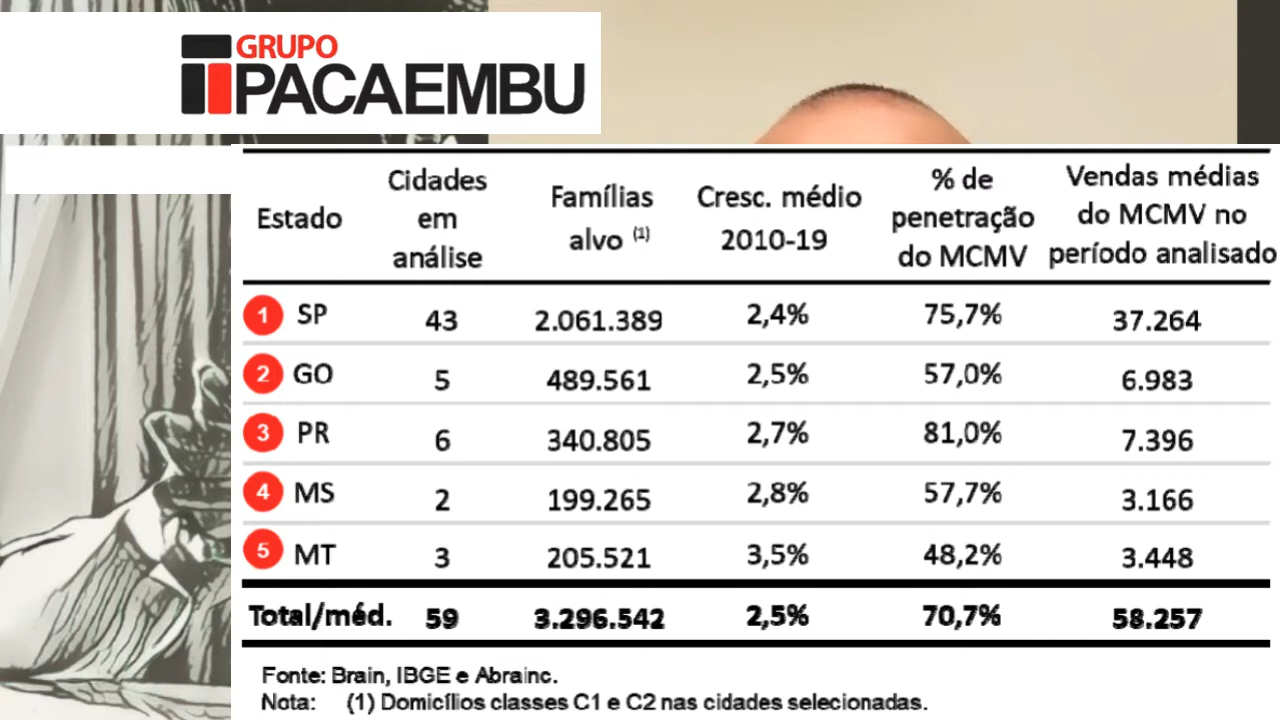 GRUPO
PACAEMBU
Estado
Cidades
em
análise
Famílias
alvo (1)
Cresc. médio
2010-19
% de
penetração
do MCMV
Vendas médias
do MCMV no
período analisado
1 SP 43 2.061.389 2,4% 75,7% 37.264
2 GO 5 489.561 2,5% 57,0% 6.983
3 PR 6 340.805 2,7% 81,0% 7.396
4 MS 2 199.265 2,8% 57,7% 3.166
5 MT 3 205.521 3,5% 48,2% 3.448
Total/méd. 59 3.296.542 2,5% 70,7% 58.257
Fonte: Brain, IBGE e Abrainc.
Nota: (1) Domicílios classes C1 e C2 nas cidades selecionadas.